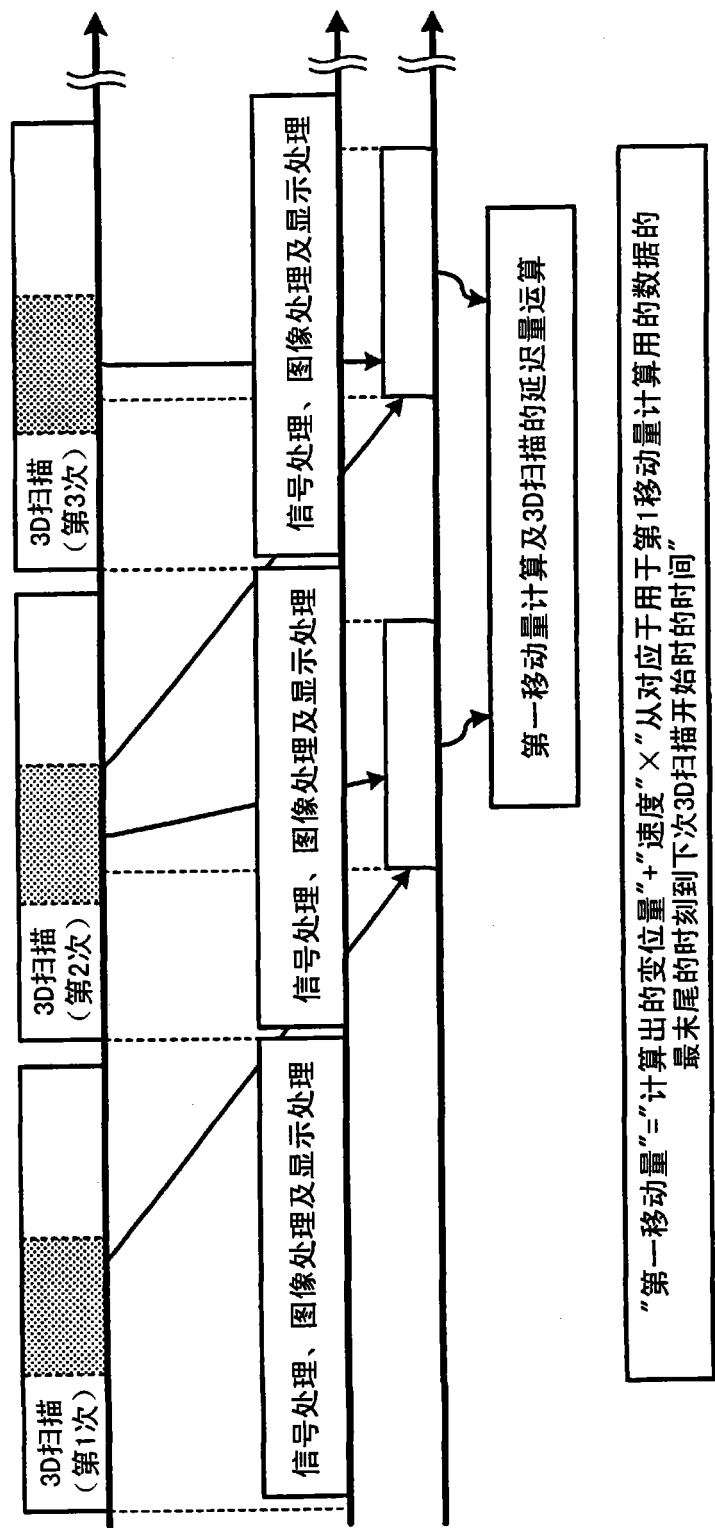 3D扫描
（第1次）
3D扫描
（第2次）
3D扫描
（第3次）
信号处理、图像处理及显示处理
信号处理、图像处理及显示处理
信号处理、图像处理及显示处理
第一移动量计算及3D扫描的延迟量运算
"第一移动量"="计算出的变位量"+"速度"×"从对应于用于第1移动量计算用的数据的
最末尾的时刻到下次3D扫描开始时的时间"